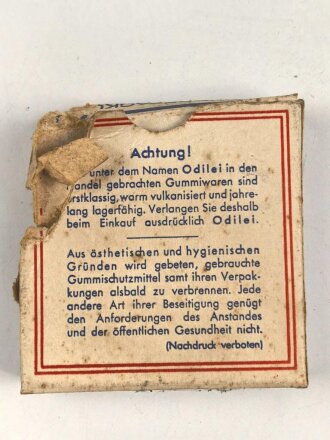 Achtung!
unter dem Namen Odilei in den
Handel gebrachten Gummiwaren sind
erstklassig, warm vulkanisiert und jahre-
lang lagerfähig. Verlangen Sie deshalb
beim Einkauf ausdrücklich Odilei.
Aus ästhetischen und hygienischen
Gründen wird gebeten, gebrauchte
Gummischutzmittel samt ihren Verpak-
kungen alsbald zu verbrennen. Jede
andere Art ihrer Beseitigung genügt
den Anforderungen des Anstandes
und der öffentlichen Gesundheit nicht.
(Nachdruck verboten)